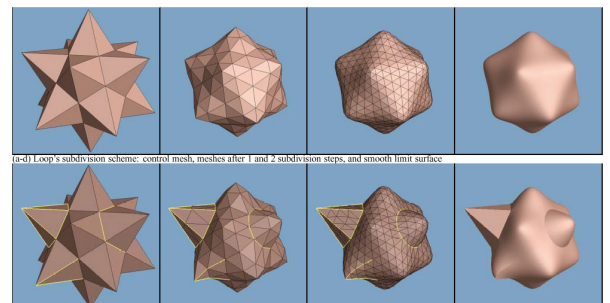 (a-d) Loop's subdivision scheme: control mesh, meshes after 1 and 2 subdivision steps, and smooth limit surface